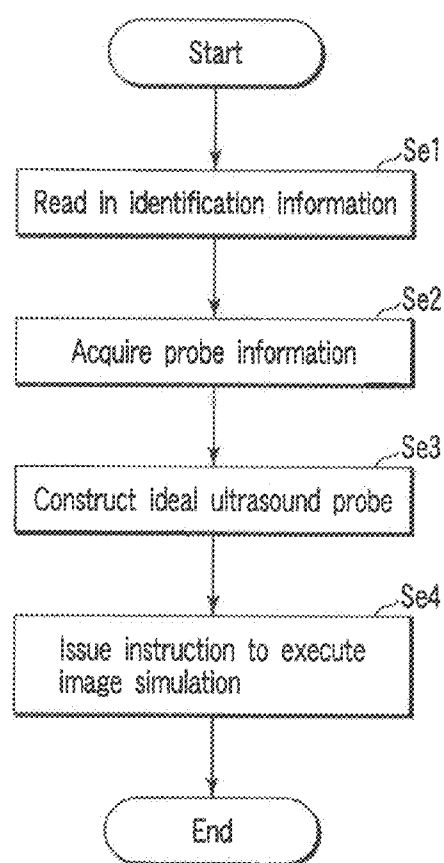 Start
Se1
Read in identification information
Se2
Acquire probe information
Se3
Construct ideal ultrasound probe
Se4
Issue instruction to execute
image simulation
End